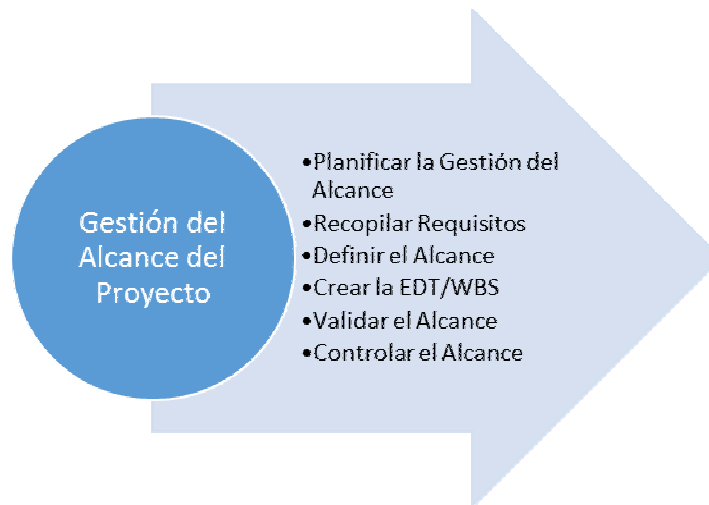 Gestión del
Alcance del
Proyecto
•Planificar la Gestión del
Alcance
•Recopilar Requisitos
•Definir el Alcance
•Crear la EDT/WBS
•Validar el Alcance
•Controlar el Alcance